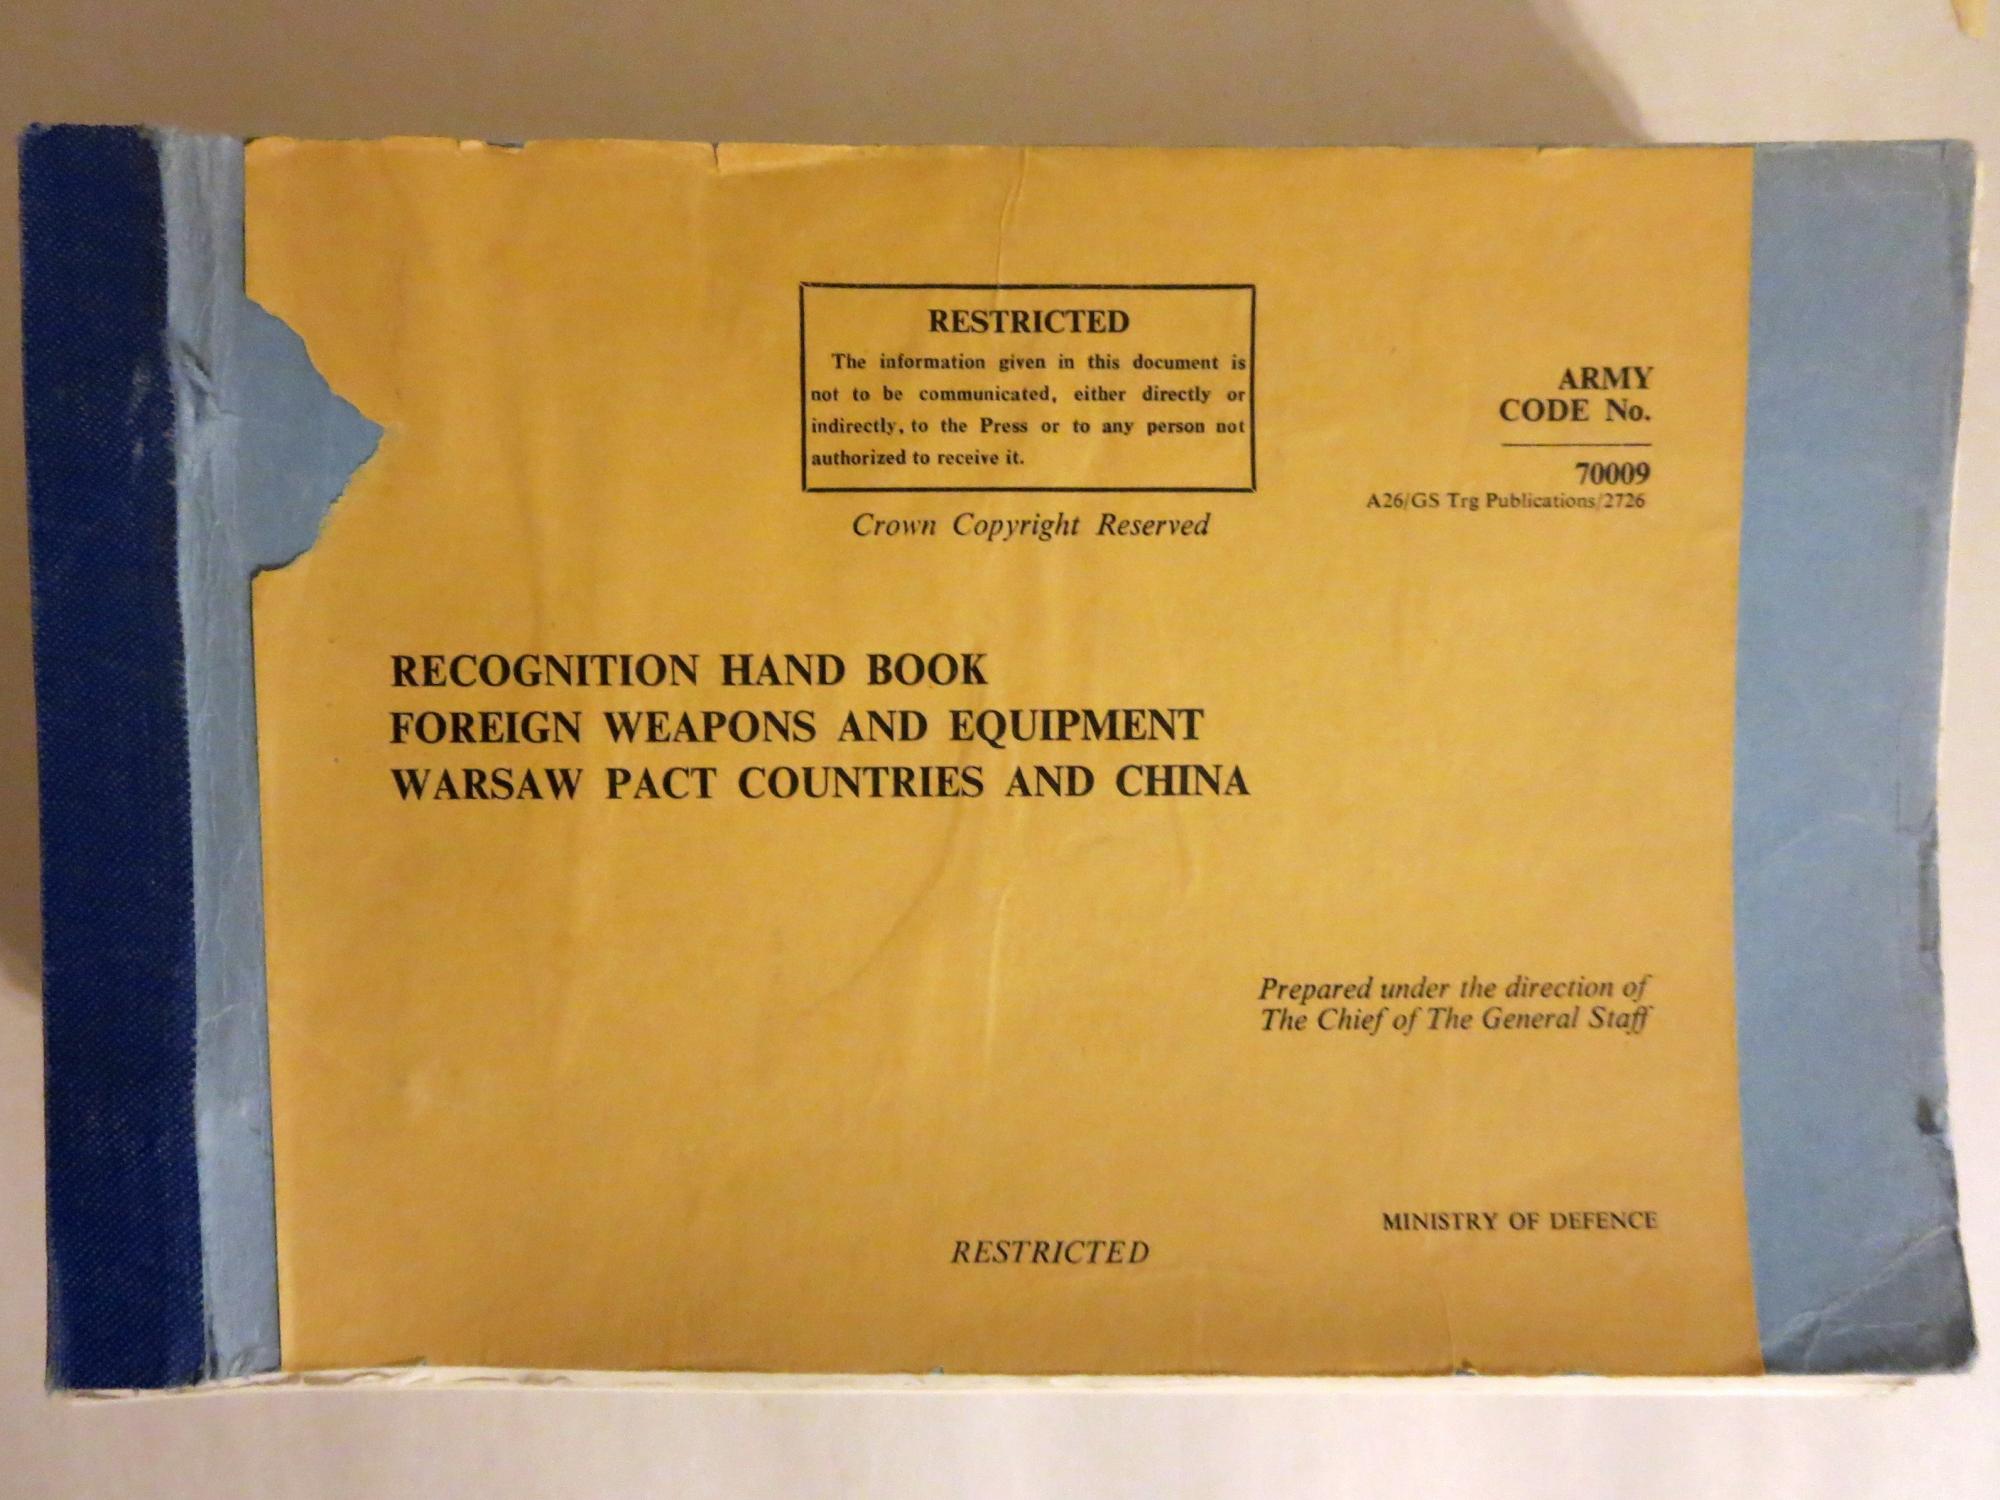 RESTRICTED
The information given in this document is
not to be communicated, either directly or
indirectly, to the Press or to any person not
authorized to receive it.
Crown Copyright Reserved
ARMY
CODE No.
70009
A26/GS Trg Publications/2726
RECOGNITION HAND BOOK
FOREIGN WEAPONS AND EQUIPMENT
WARSAW PACT COUNTRIES AND CHINA
Prepared under the direction of
The Chief of The General Staff
MINISTRY OF DEFENCE
RESTRICTED